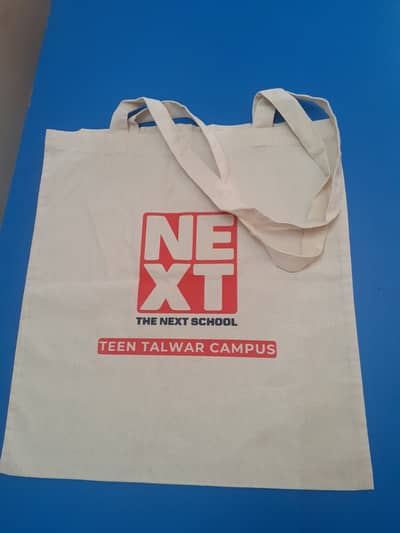 NE
XT
THE NEXT SCHOOL
TEEN TALWAR CAMPUS